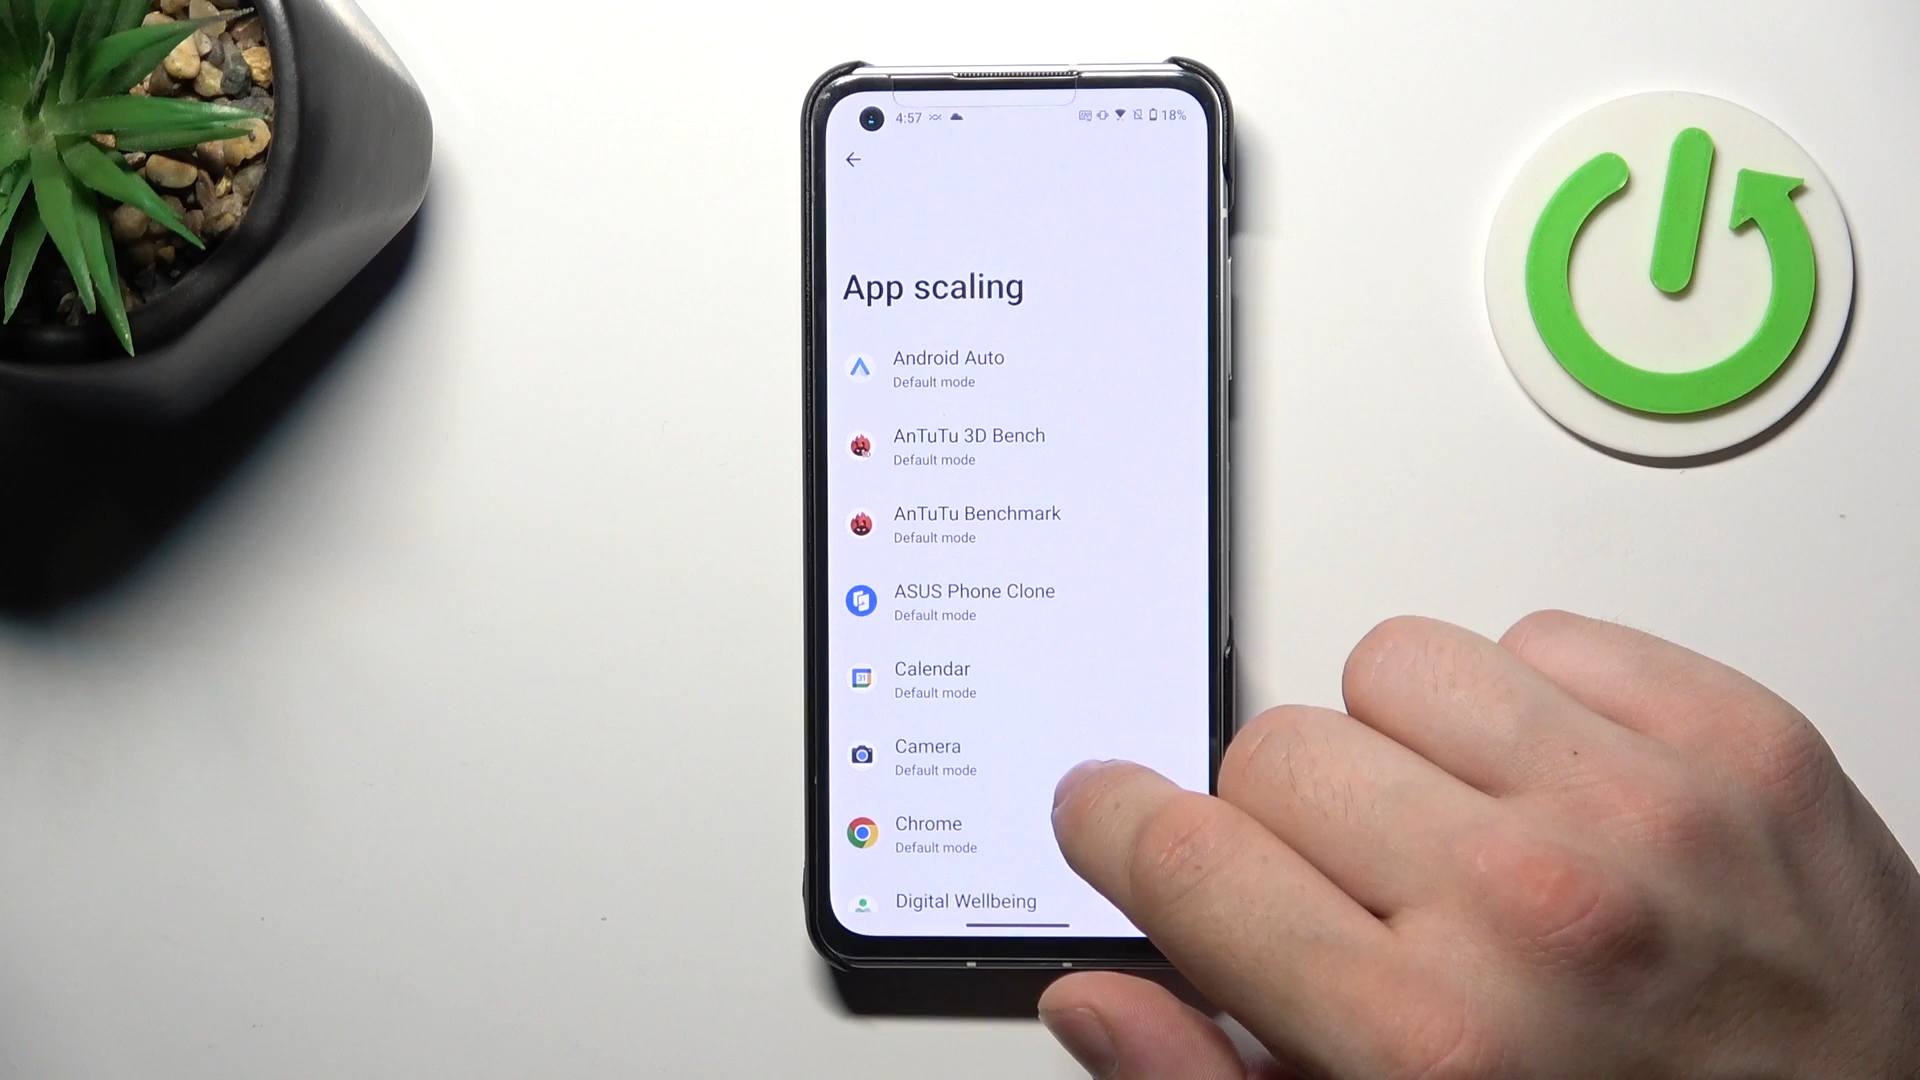 4:57 18%
App scaling
Android Auto
Default mode
AnTuTu 3D Bench
Default mode
AnTuTu Benchmark
Default mode
ASUS Phone Clone
Default mode
31
Calendar
Default mode
Camera
Default mode
Chrome
Default mode
Digital Wellbeing